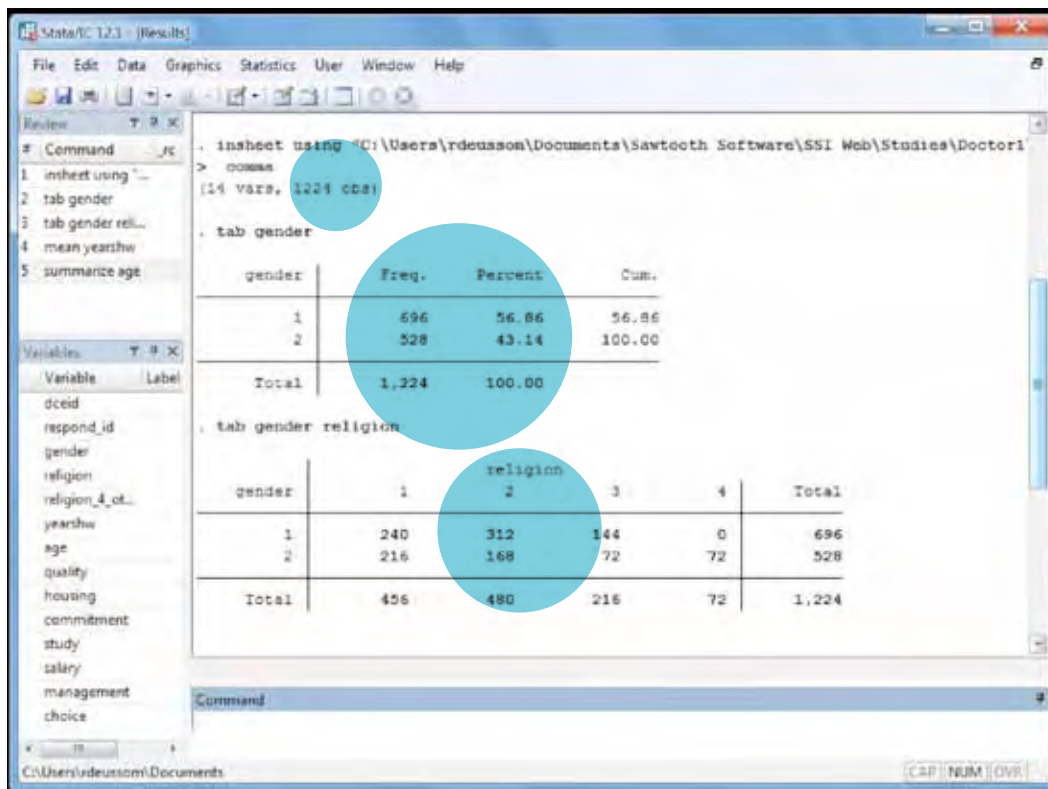 Stata/IC 12.1 - [Results]
File Edit Data Graphics Statistics User Window Help
Review
# Command _rc
1 insheet using "...
2 tab gender
3 tab gender reli...
4 mean yearshw
5 summarize age
Variables
Variable Label
dceid
respond_id
gender
religion
religion_4_ot...
yearshw
age
quality
housing
commitment
study
salary
management
choice
. insheet using "C:\Users\rdeussom\Documents\Sawtooth Software\SSI Web\Studies\Doctor1
> comma
(14 vars, 1224 obs)
. tab gender
gender Freq. Percent Cum.
1 696 56.86 56.86
2 528 43.14 100.00
Total 1,224 100.00
. tab gender religion
religion
gender 1 2 3 4 Total
1 240 312 144 0 696
2 216 168 72 72 528
Total 456 480 216 72 1,224
Command
C:\Users\rdeussom\Documents
CAP NUM OVR